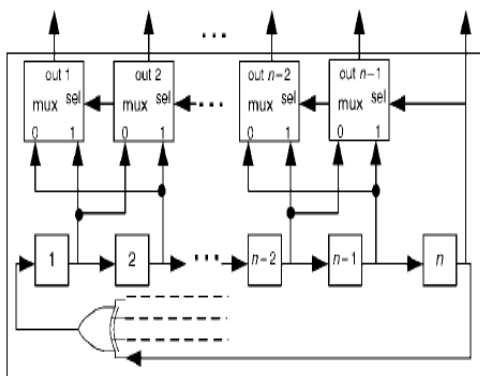 ...
out 1 out 2 out n-2 out n-1
mux sel mux sel ... mux sel mux sel
0 1 0 1 0 1 0 1
1 2 ... n-2 n-1 n